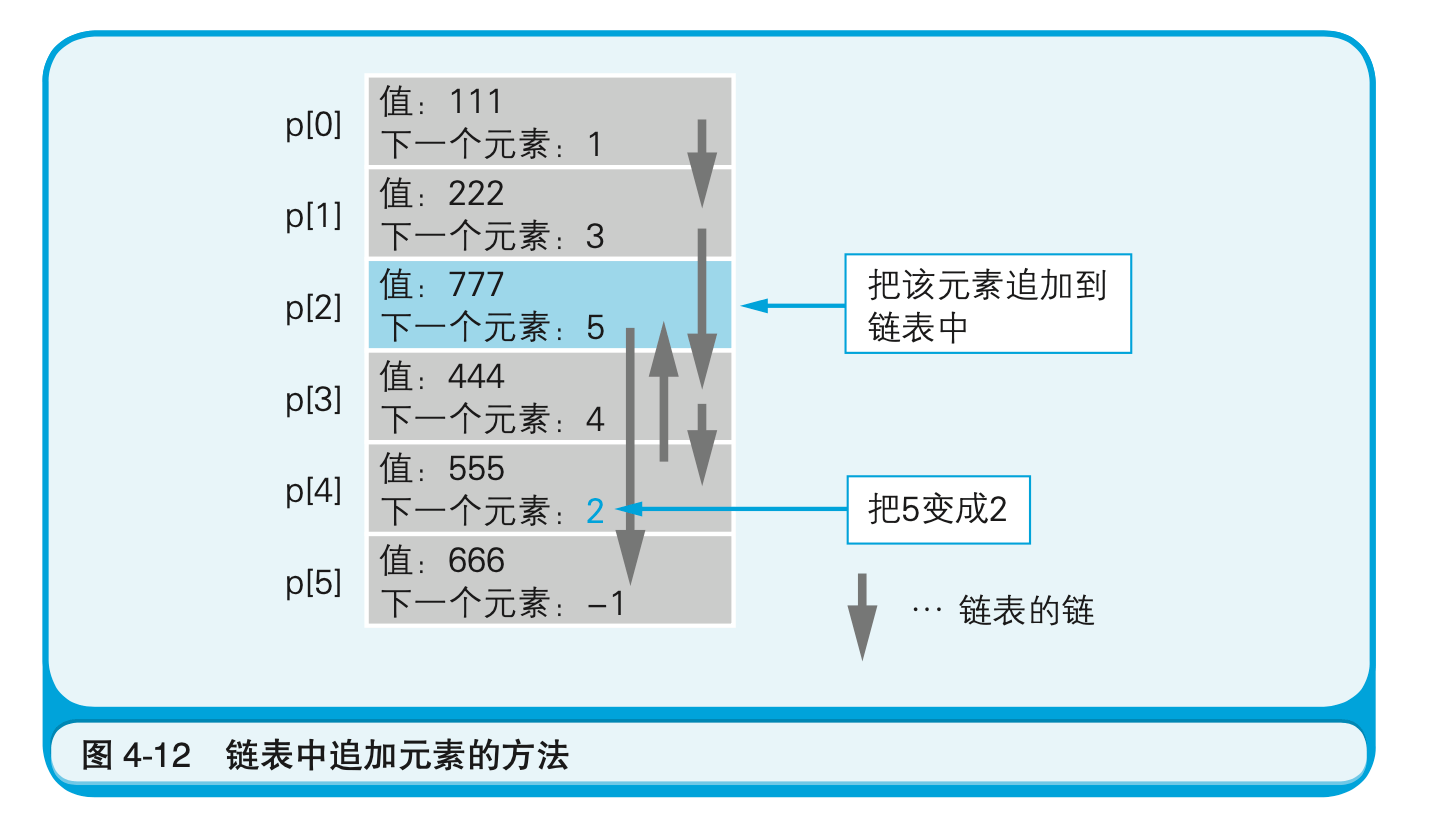 p[0]
值：111
下一个元素：1
p[1]
值：222
下一个元素：3
p[2]
值：777
下一个元素：5
把该元素追加到
链表中
p[3]
值：444
下一个元素：4
p[4]
值：555
下一个元素：2
把5变成2
p[5]
值：666
下一个元素：–1
… 链表的链
图 4-12　链表中追加元素的方法